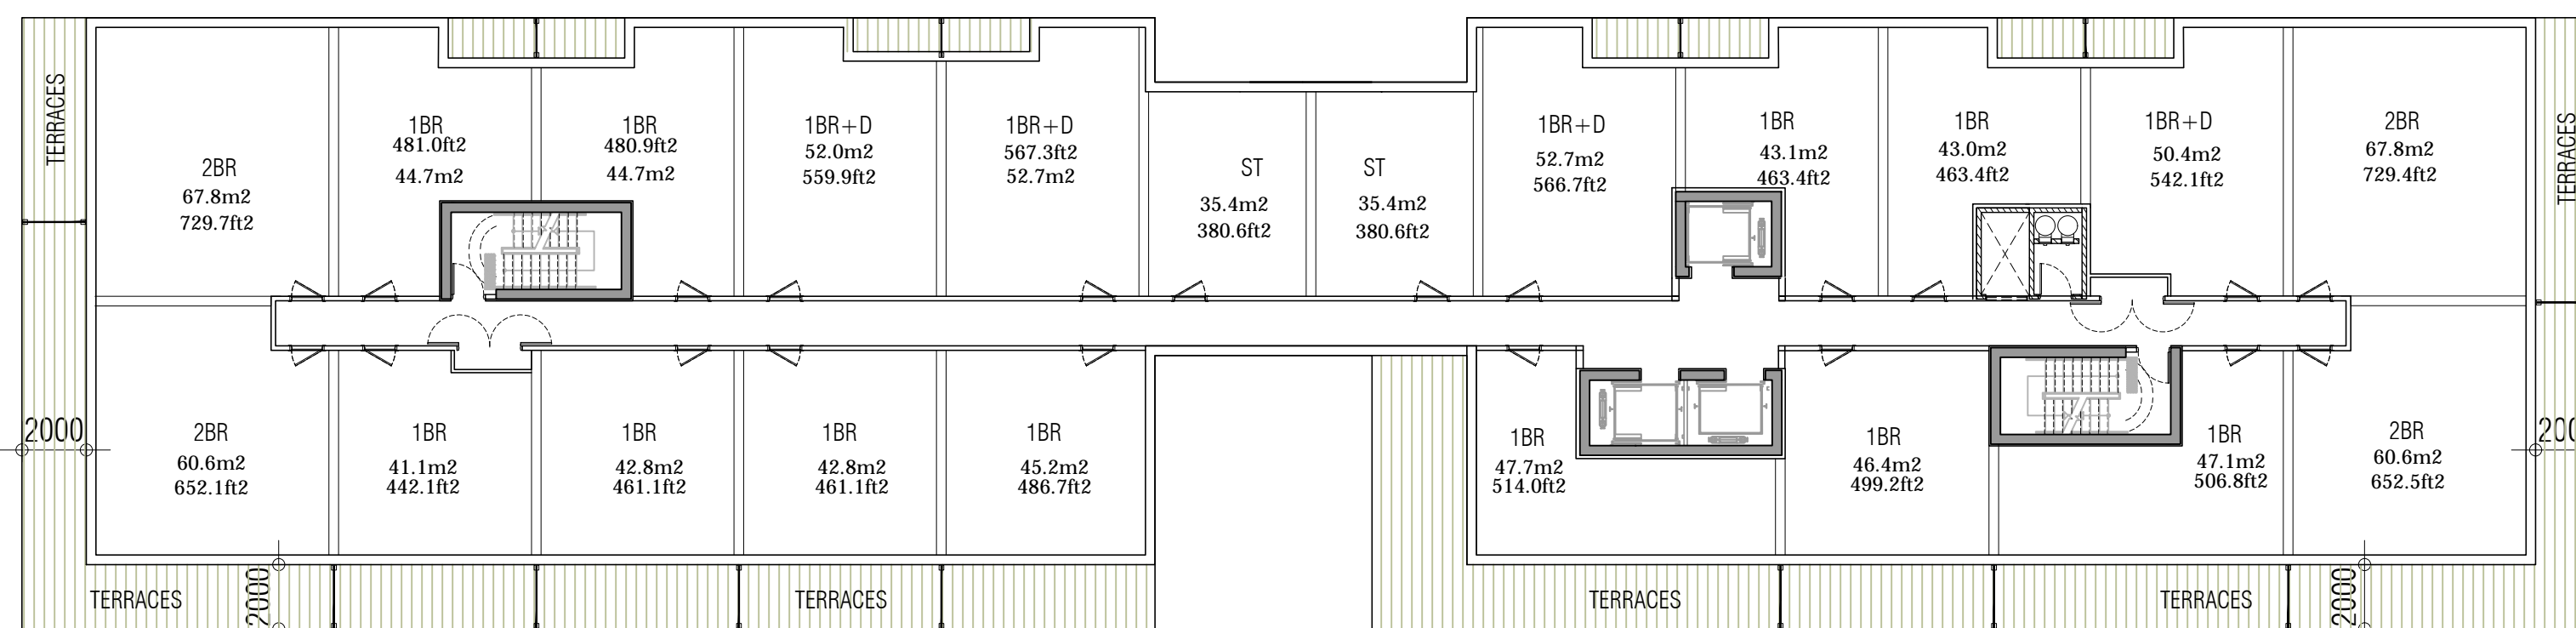 TERRACES
2BR
67.8m2
729.7ft2
1BR
481.0ft2
44.7m2
1BR
480.9ft2
44.7m2
1BR+D
52.0m2
559.9ft2
1BR+D
567.3ft2
52.7m2
ST
35.4m2
380.6ft2
ST
35.4m2
380.6ft2
1BR+D
52.7m2
566.7ft2
1BR
43.1m2
463.4ft2
1BR
43.0m2
463.4ft2
1BR+D
50.4m2
542.1ft2
2BR
67.8m2
729.4ft2
TERRACES
2000
2BR
60.6m2
652.1ft2
1BR
41.1m2
442.1ft2
1BR
42.8m2
461.1ft2
1BR
42.8m2
461.1ft2
1BR
45.2m2
486.7ft2
1BR
47.7m2
514.0ft2
1BR
46.4m2
499.2ft2
1BR
47.1m2
506.8ft2
2BR
60.6m2
652.5ft2
200
TERRACES
2000
TERRACES
TERRACES
TERRACES
2000